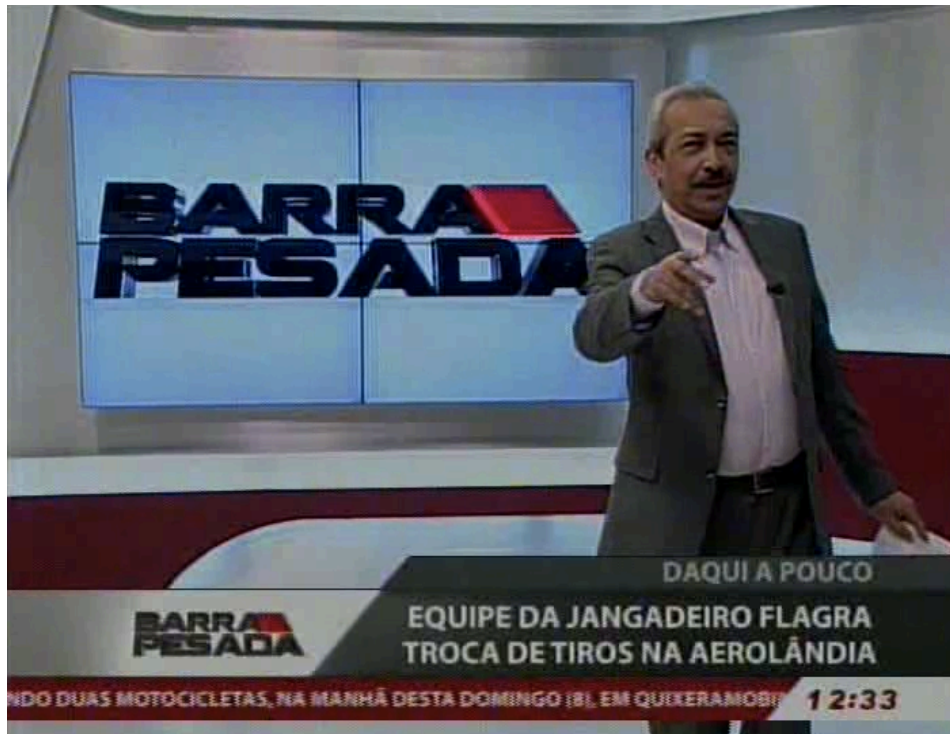 BARRA
PESADA
DAQUI A POUCO
BARRA
PESADA
EQUIPE DA JANGADEIRO FLAGRA
TROCA DE TIROS NA AEROLÂNDIA
NDO DUAS MOTOCICLETAS, NA MANHÃ DESTA DOMINGO (8), EM QUIXERAMOBI
12:33